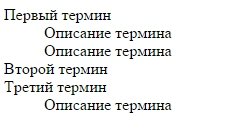 Первый термин
Описание термина
Описание термина
Второй термин
Третий термин
Описание термина